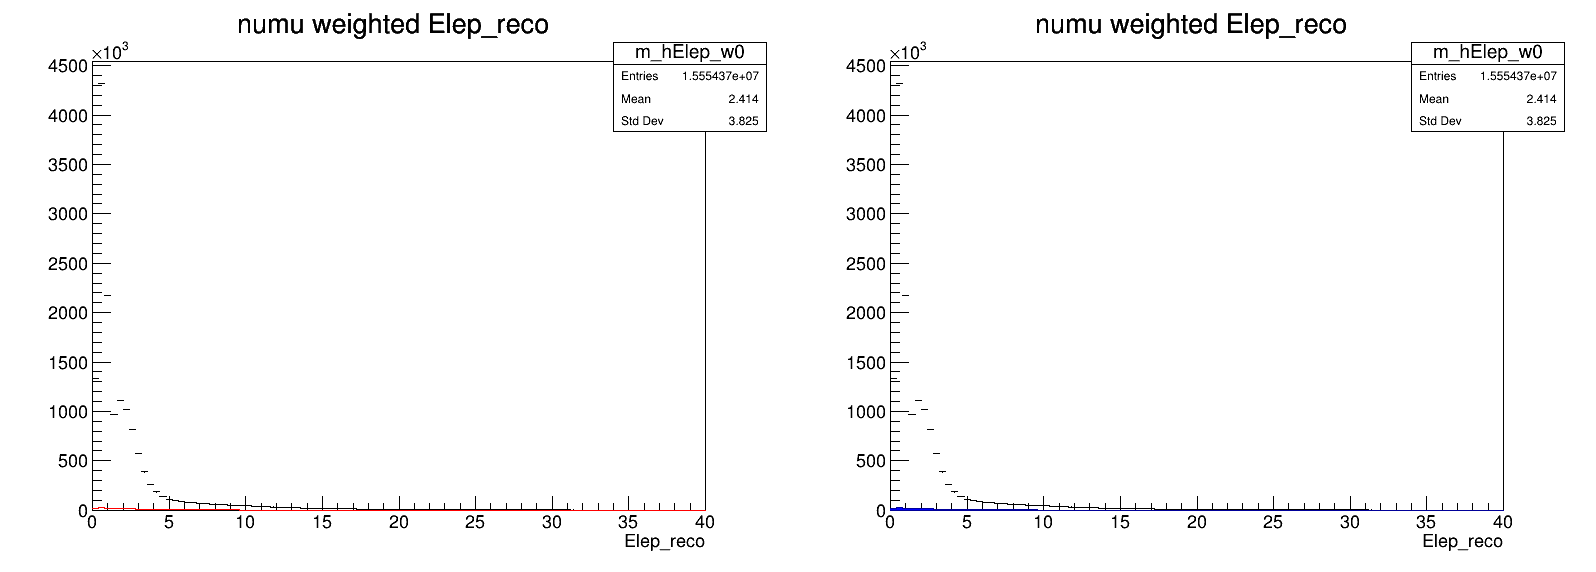 numu weighted Elep_reco
×10³
m_hElep_w0
Entries 1.555437e+07
Mean 2.414
Std Dev 3.825
4500
4000
3500
3000
2500
2000
1500
1000
500
0
0 5 10 15 20 25 30 35 40
Elep_reco
numu weighted Elep_reco
×10³
m_hElep_w0
Entries 1.555437e+07
Mean 2.414
Std Dev 3.825
4500
4000
3500
3000
2500
2000
1500
1000
500
0
0 5 10 15 20 25 30 35 40
Elep_reco